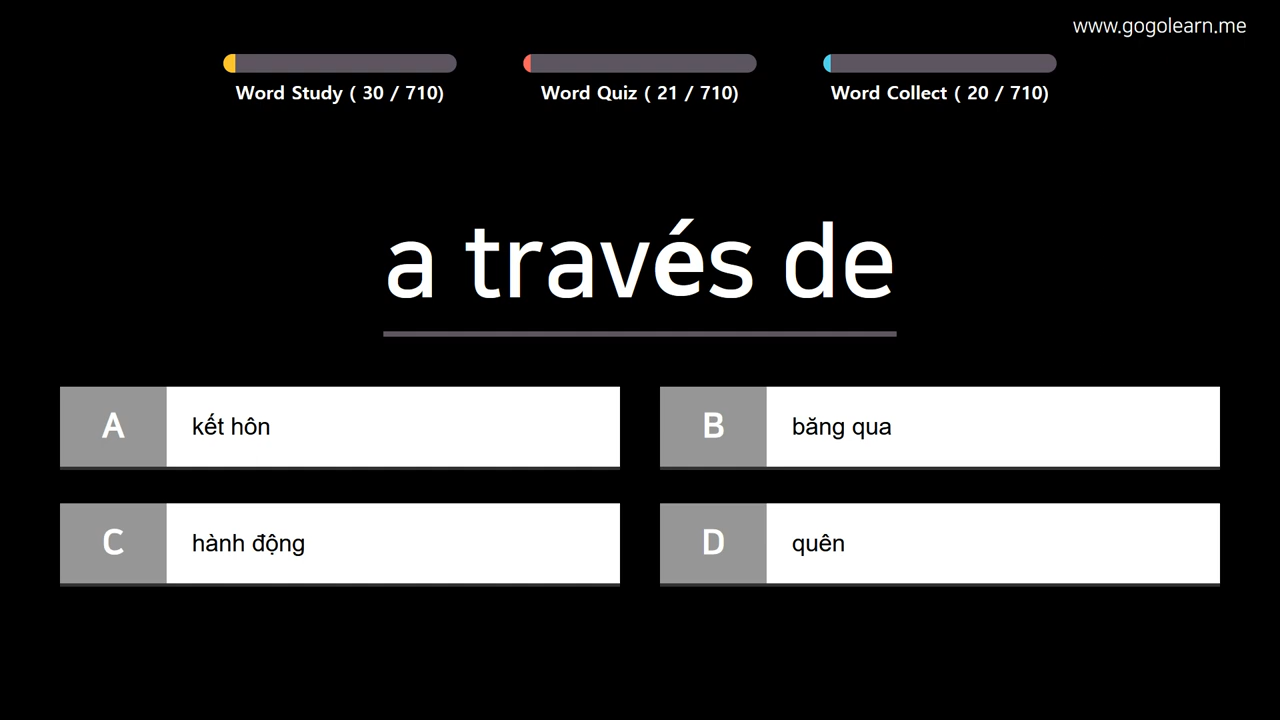 www.gogolearn.me
Word Study ( 30 / 710)
Word Quiz ( 21 / 710)
Word Collect ( 20 / 710)
a través de
A kết hôn
B băng qua
C hành động
D quên